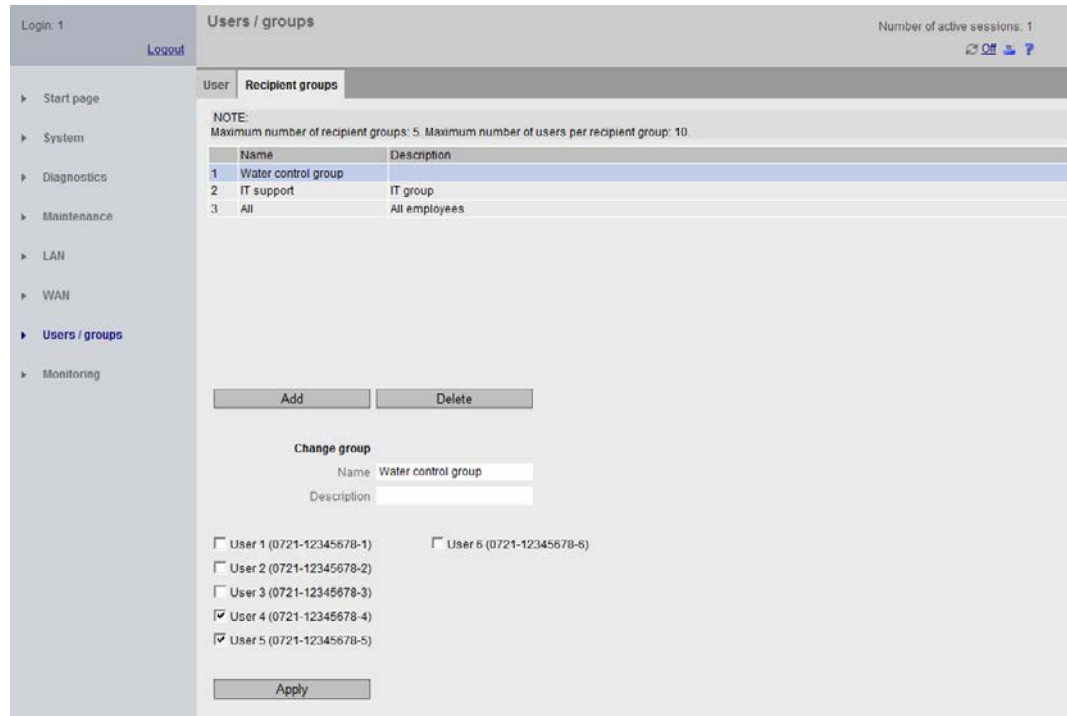 Login: 1
Logout
Users / groups
Number of active sessions: 1
Off ?
Start page
System
Diagnostics
Maintenance
LAN
WAN
Users / groups
Monitoring
User Recipient groups
NOTE:
Maximum number of recipient groups: 5. Maximum number of users per recipient group: 10.
Name Description
1 Water control group
2 IT support IT group
3 All All employees
Add Delete
Change group
Name Water control group
Description
User 1 (0721-12345678-1) User 6 (0721-12345678-6)
User 2 (0721-12345678-2)
User 3 (0721-12345678-3)
User 4 (0721-12345678-4)
User 5 (0721-12345678-5)
Apply